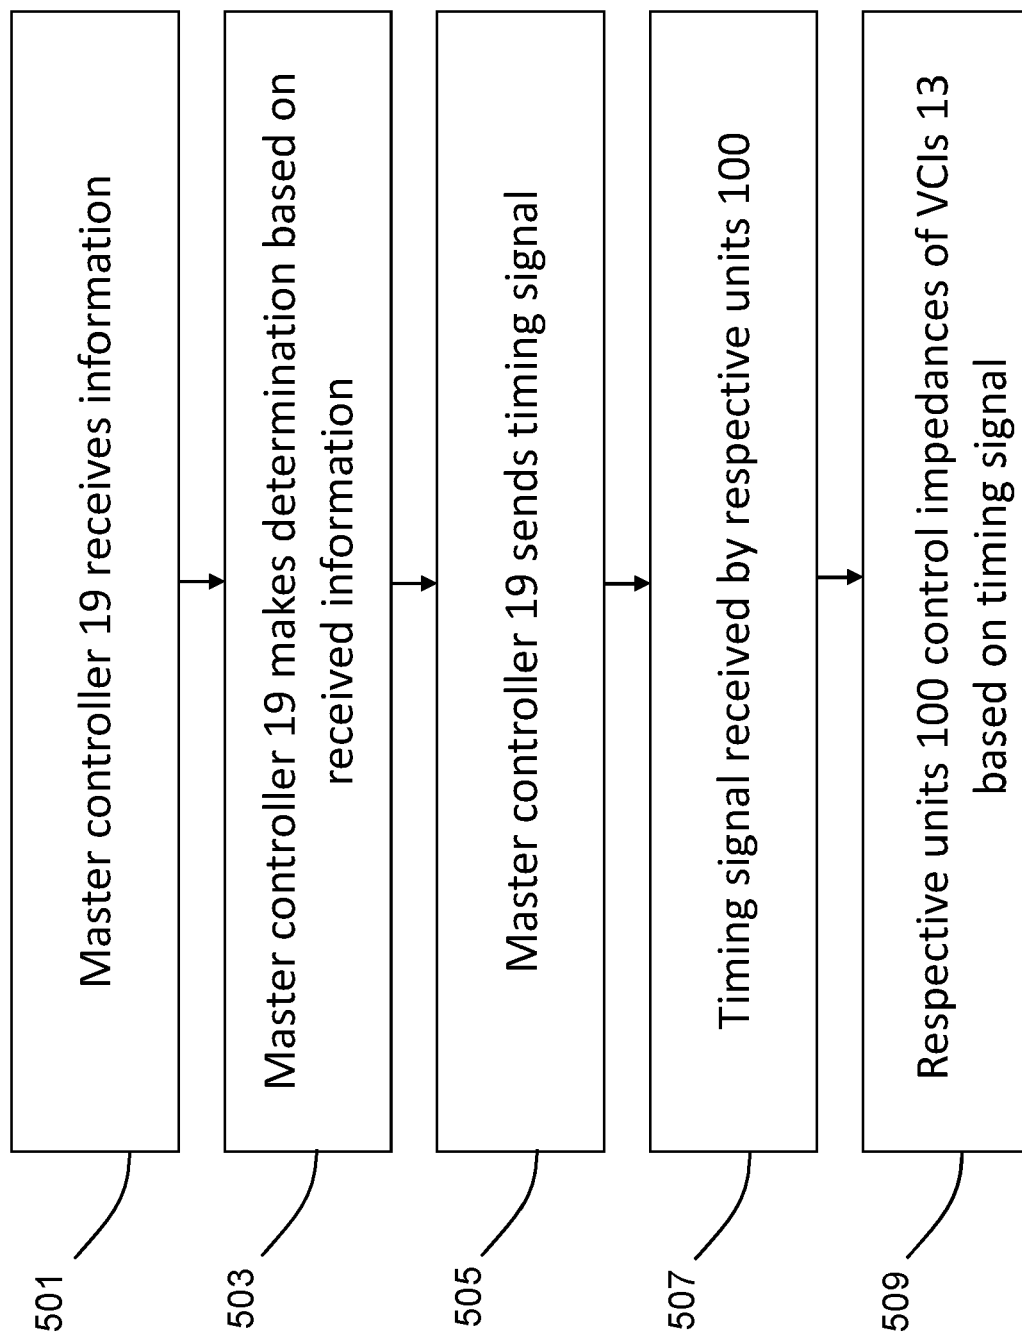 501
Master controller 19 receives information
503
Master controller 19 makes determination based on
received information
505
Master controller 19 sends timing signal
507
Timing signal received by respective units 100
509
Respective units 100 control impedances of VCIs 13
based on timing signal